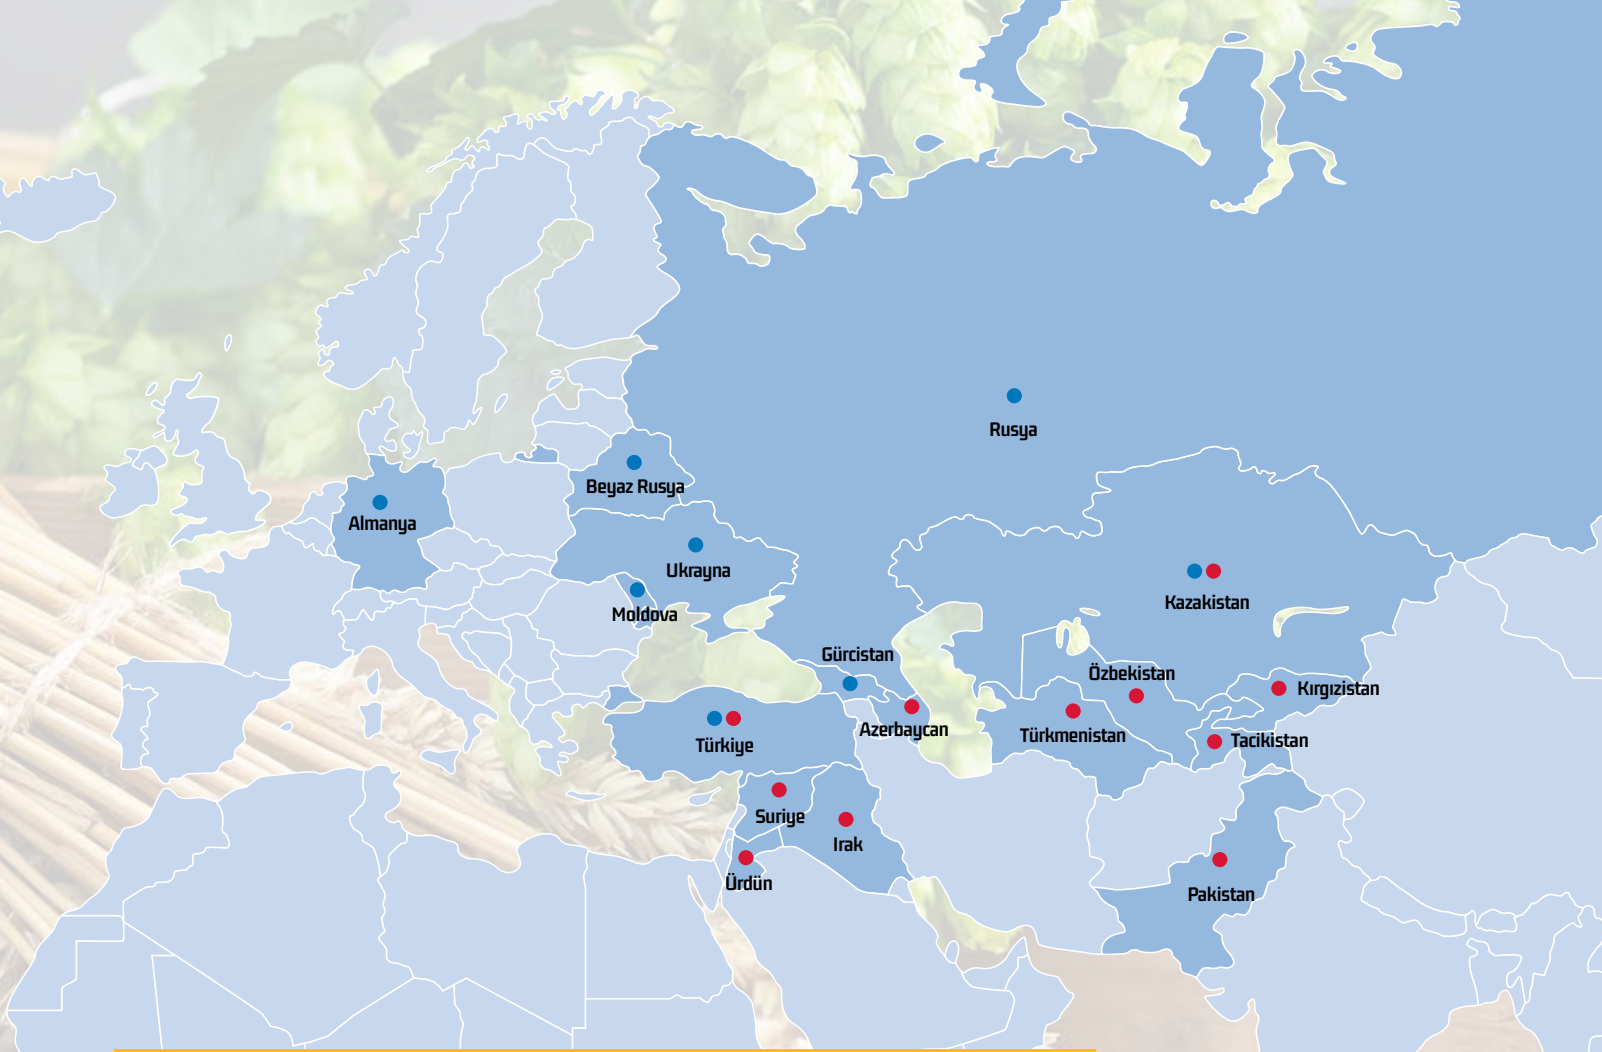 Rusya
Beyaz Rusya
Almanya
Ukrayna
Kazakistan
Moldova
Gürcistan
Özbekistan
Kırgızistan
Azerbaycan
Türkmenistan
Tacikistan
Türkiye
Suriye
Irak
Ürdün
Pakistan